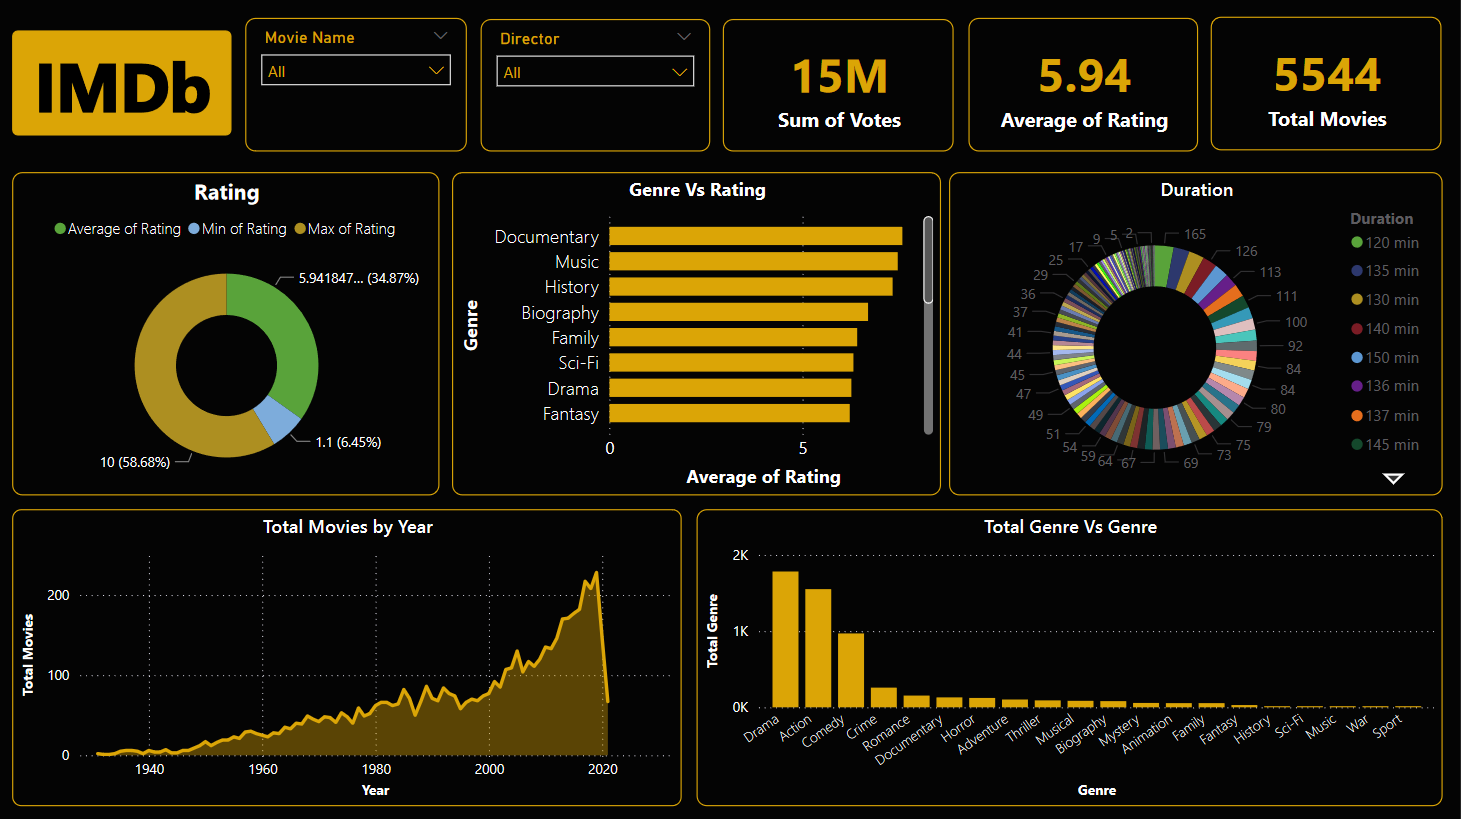 IMDb
Movie Name
All
Director
All
15M
Sum of Votes
5.94
Average of Rating
5544
Total Movies
Rating
Average of Rating Min of Rating Max of Rating
5.941847... (34.87%)
1.1 (6.45%)
10 (58.68%)
Genre Vs Rating
Genre
Documentary
Music
History
Biography
Family
Sci-Fi
Drama
Fantasy
0 5
Average of Rating
Duration
165
126
113
111
100
92
84
84
80
79
75
73
69
67
64
59
54
51
49
47
45
44
41
37
36
29
25
17
9
5
2
Duration
120 min
135 min
130 min
140 min
150 min
136 min
137 min
145 min
Total Movies by Year
Total Movies
200
100
0
1940 1960 1980 2000 2020
Year
Total Genre Vs Genre
Total Genre
2K
1K
0K
Drama
Action
Comedy
Crime
Romance
Documentary
Horror
Adventure
Thriller
Musical
Biography
Mystery
Animation
Family
Fantasy
History
Sci-Fi
Music
War
Sport
Genre